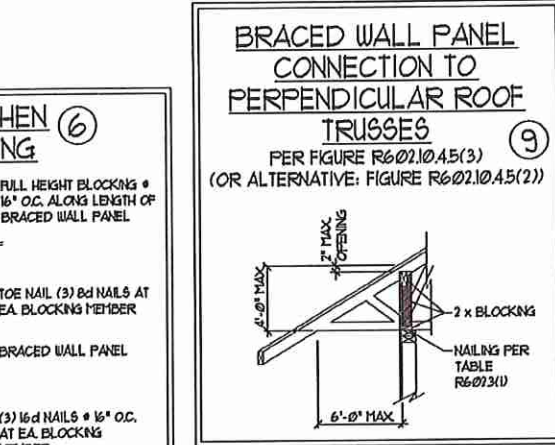 HEN
NG
6
FULL HEIGHT BLOCKING @
16" O.C. ALONG LENGTH OF
BRACED WALL PANEL
TOE NAIL (3) 8d NAILS AT
EA. BLOCKING MEMBER
BRACED WALL PANEL
(3) 16d NAILS @ 16" O.C.
AT EA. BLOCKING
BRACED WALL PANEL
CONNECTION TO
PERPENDICULAR ROOF
TRUSSES
9
PER FIGURE R602.10.4.5(3)
(OR ALTERNATIVE: FIGURE R602.10.4.5(2))
2" MAX.
OPENING
4'-0" MAX.
2 x BLOCKING
NAILING PER
TABLE
R602.3(1)
6'-0" MAX